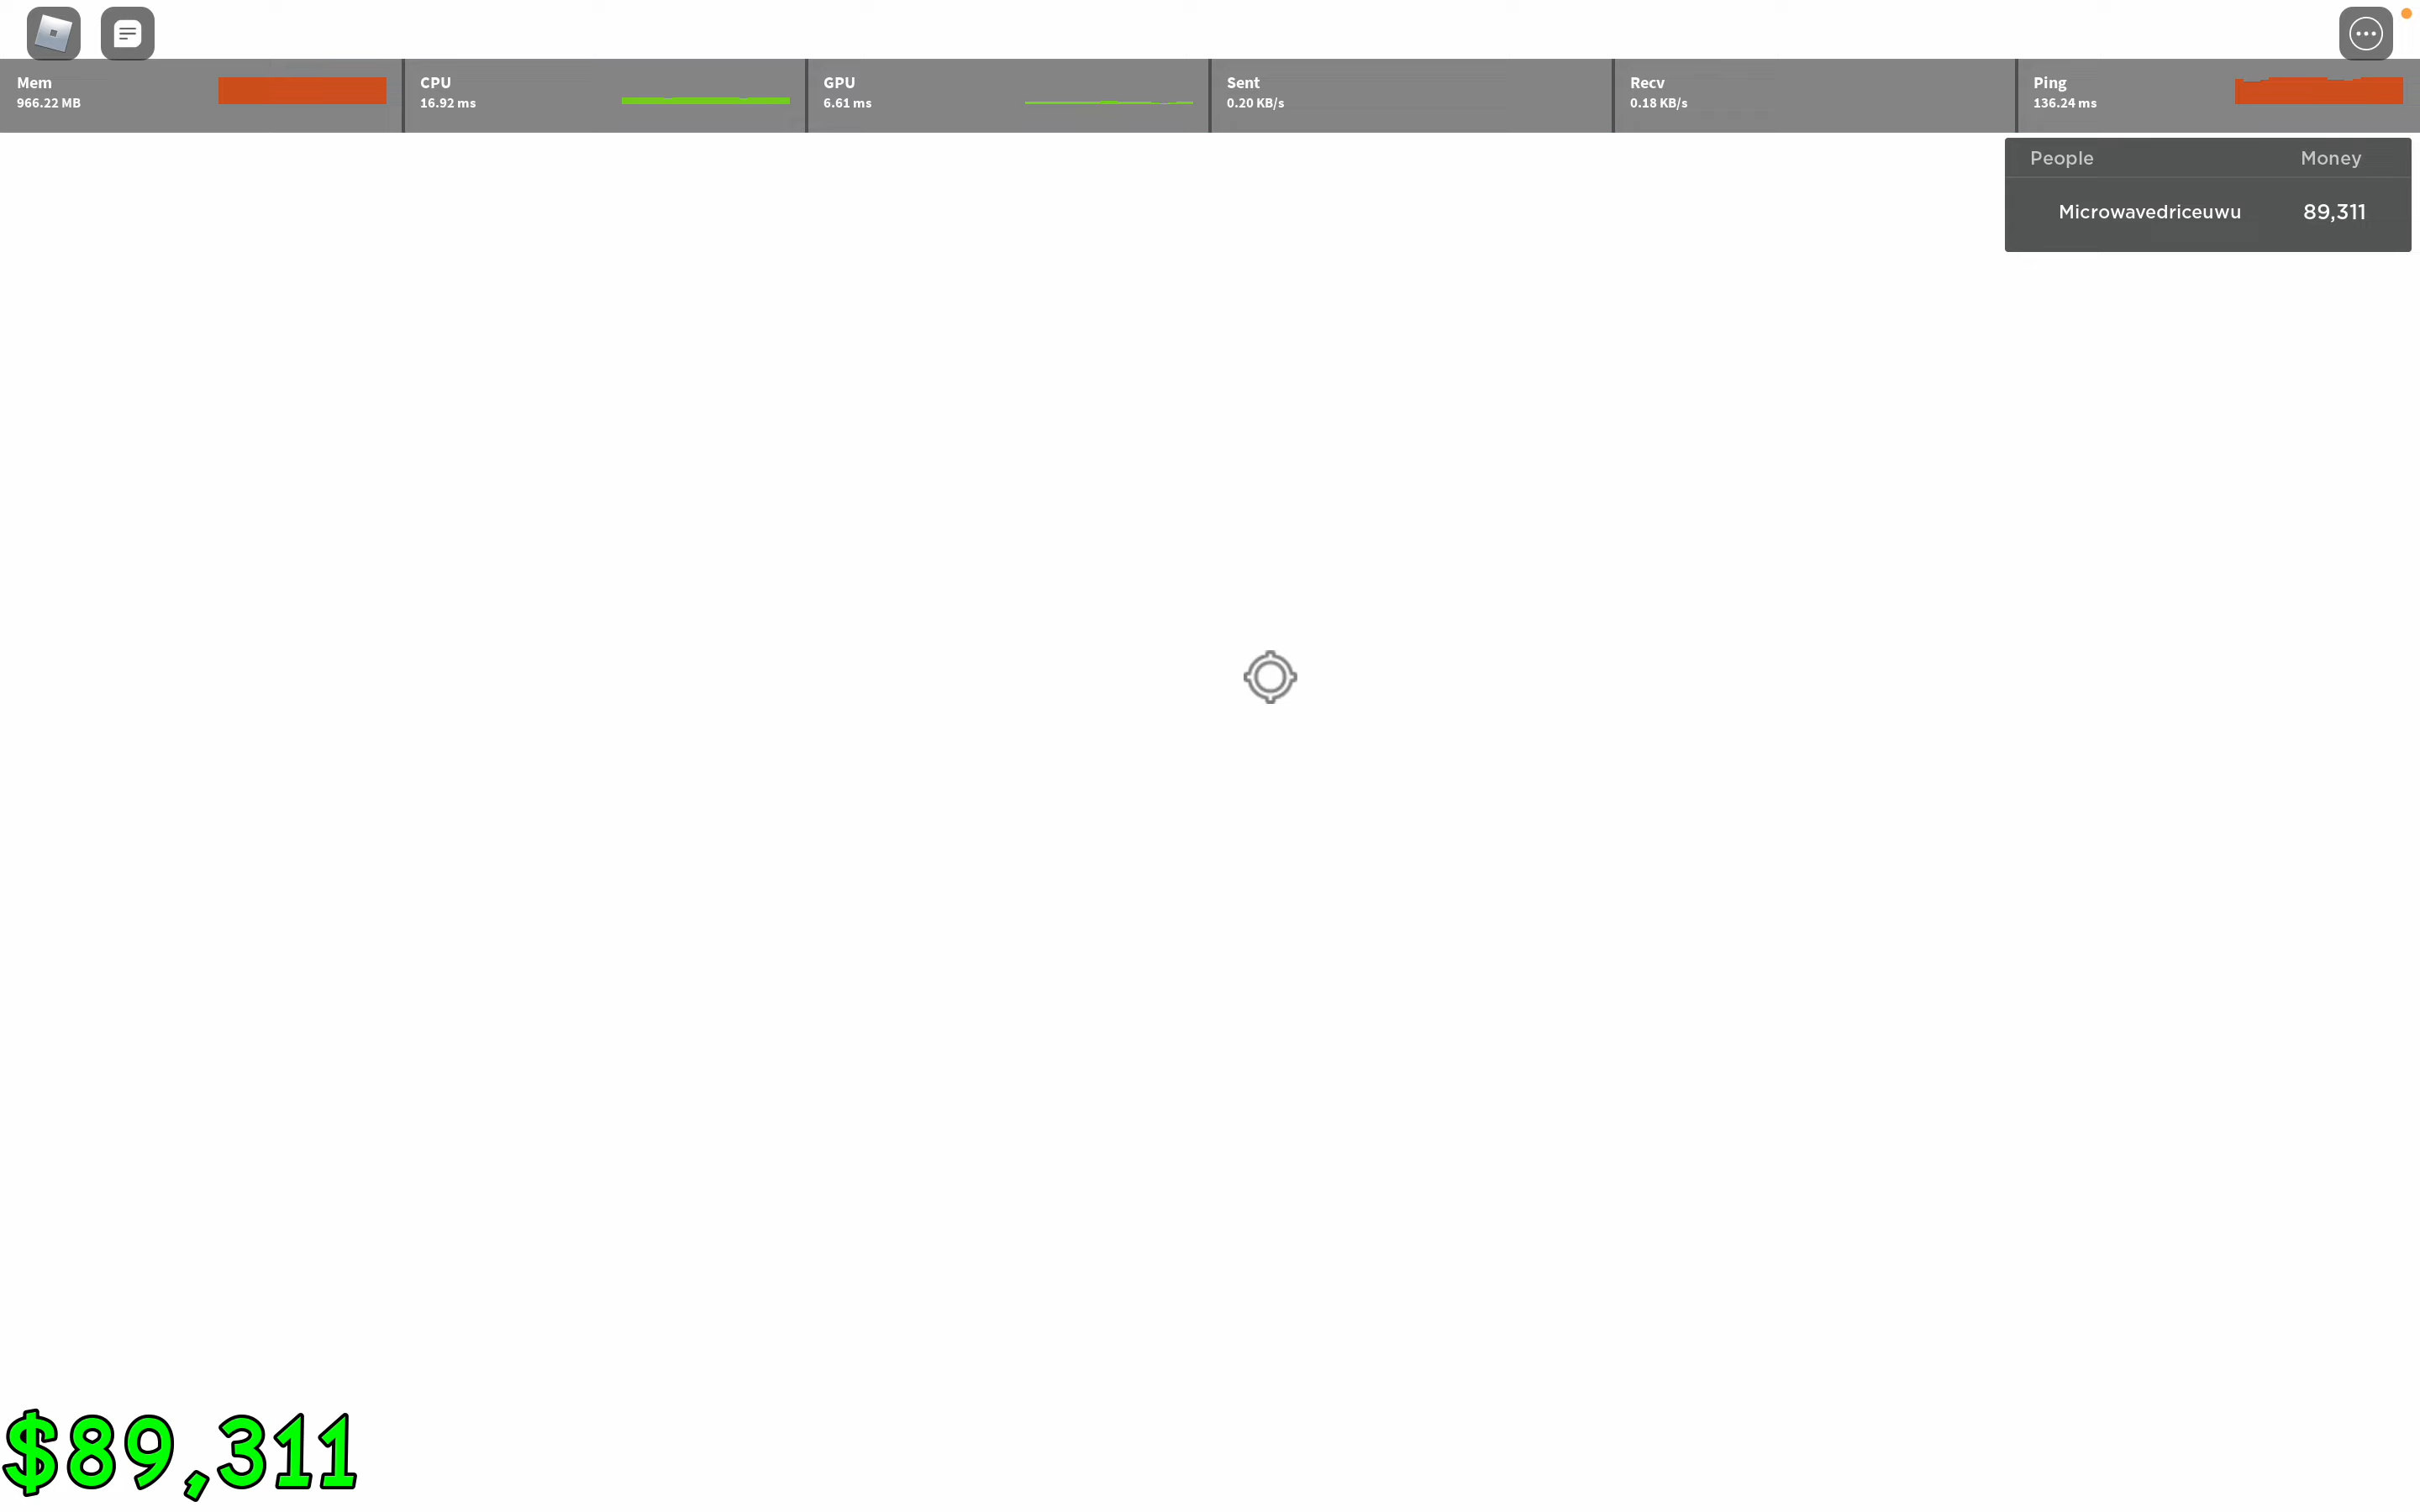 Mem
966.22 MB
CPU
16.92 ms
GPU
6.61 ms
Sent
0.20 KB/s
Recv
0.18 KB/s
Ping
136.24 ms
People Money
Microwavedriceuwu 89,311
$89,311